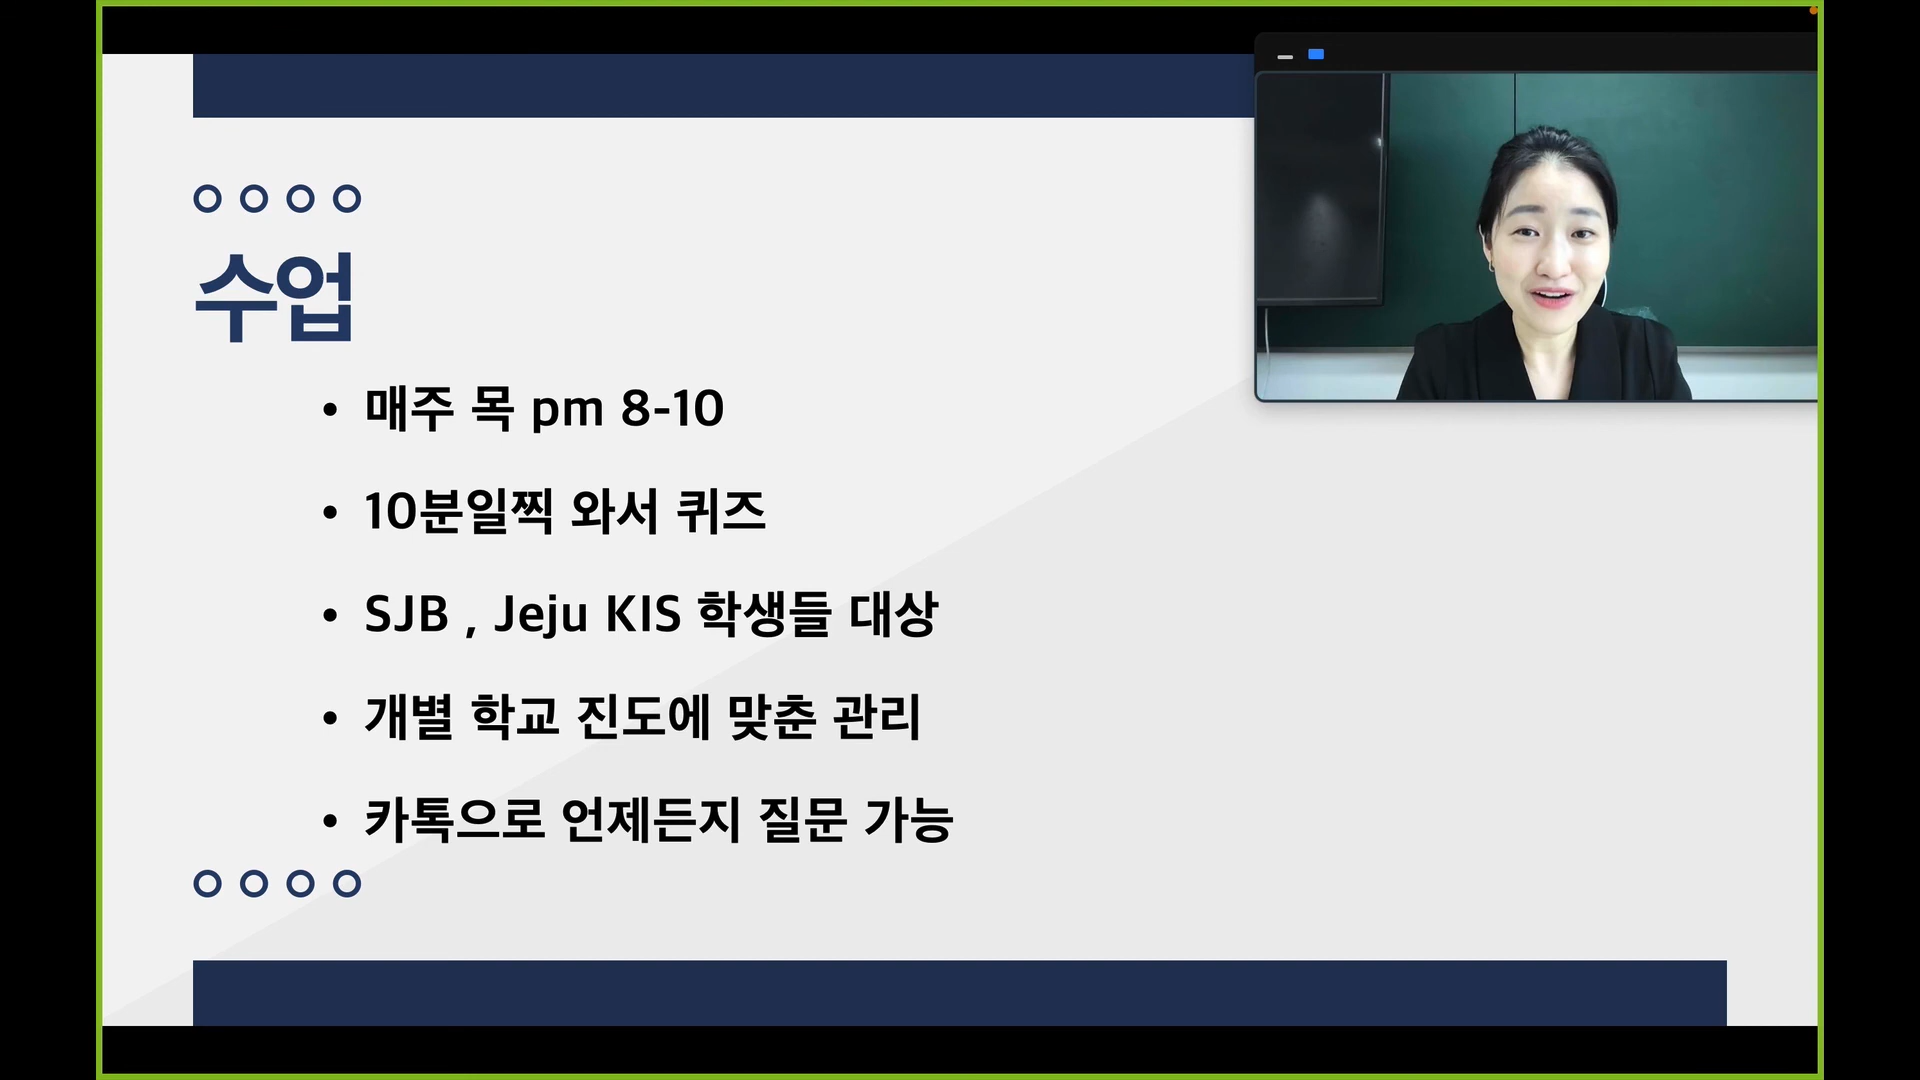 수업
• 매주 목 pm 8-10
• 10분일찍 와서 퀴즈
• SJB , Jeju KIS 학생들 대상
• 개별 학교 진도에 맞춘 관리
• 카톡으로 언제든지 질문 가능